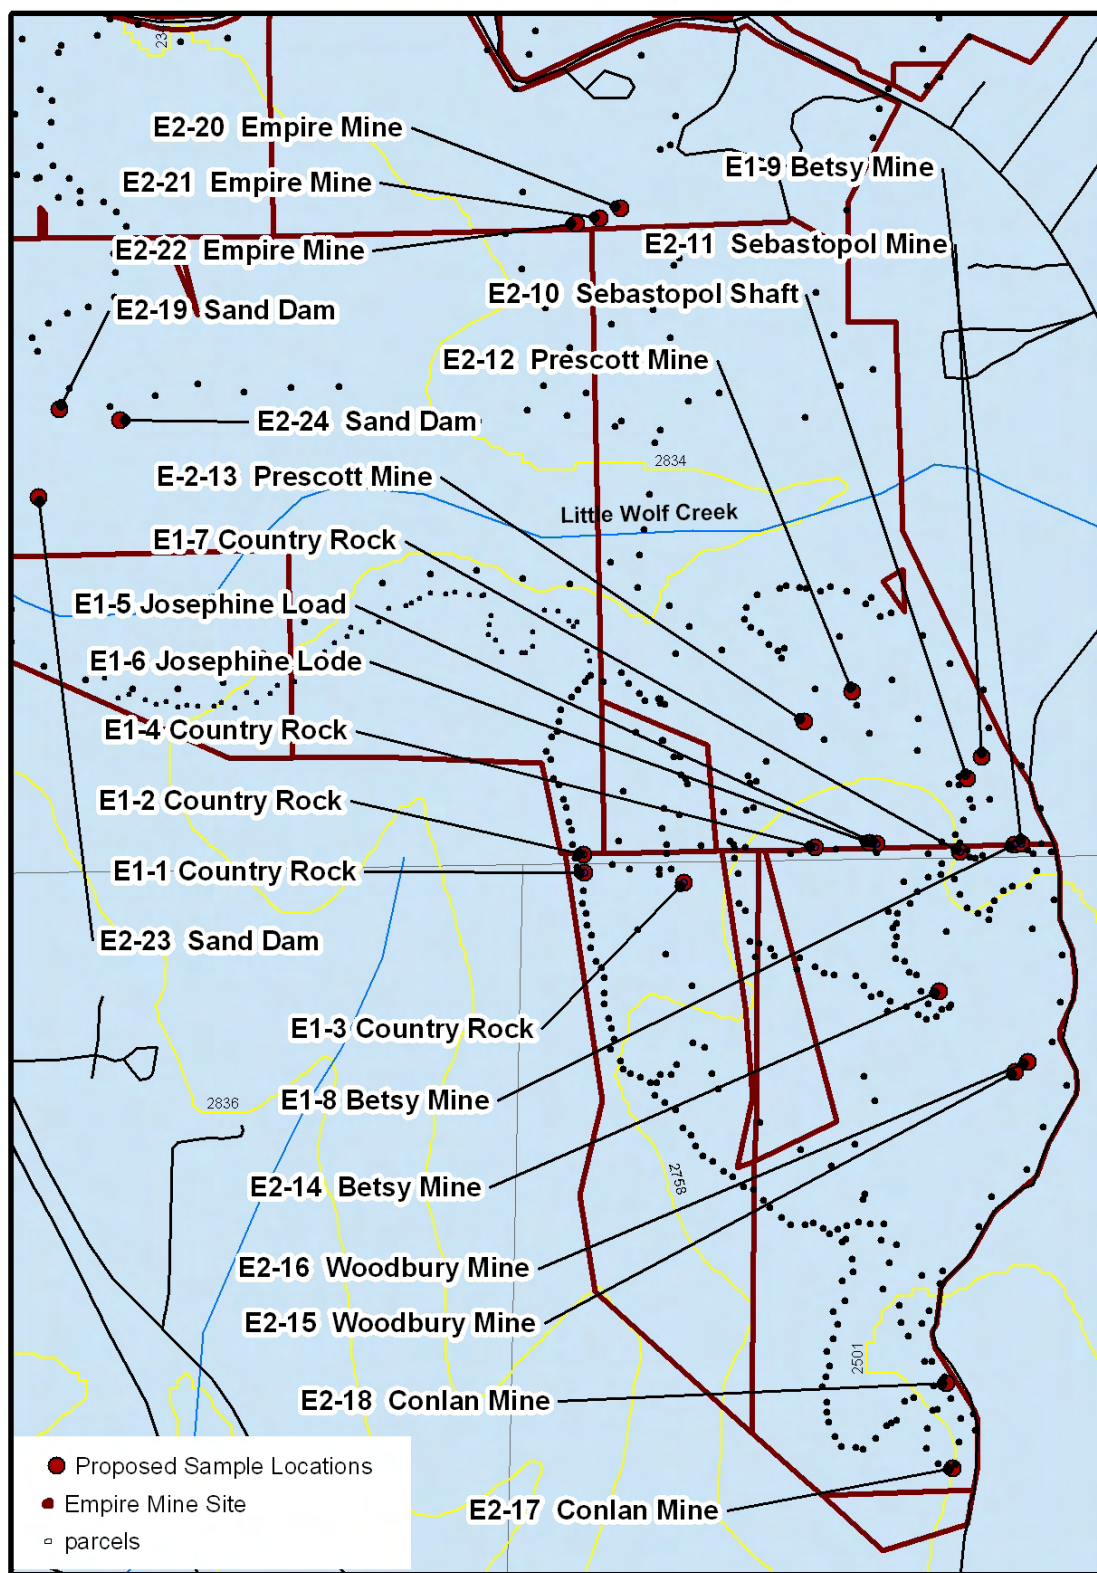 234
E2-20 Empire Mine
E1-9 Betsy Mine
E2-21 Empire Mine
E2-11 Sebastopol Mine
E2-22 Empire Mine
E2-10 Sebastopol Shaft
E2-19 Sand Dam
E2-12 Prescott Mine
E2-24 Sand Dam
2834
E-2-13 Prescott Mine
Little Wolf Creek
E1-7 Country Rock
E1-5 Josephine Load
E1-6 Josephine Lode
E1-4 Country Rock
E1-2 Country Rock
E1-1 Country Rock
E2-23 Sand Dam
E1-3 Country Rock
E1-8 Betsy Mine
2836
2758
E2-14 Betsy Mine
E2-16 Woodbury Mine
E2-15 Woodbury Mine
2501
E2-18 Conlan Mine
E2-17 Conlan Mine
Proposed Sample Locations
Empire Mine Site
parcels